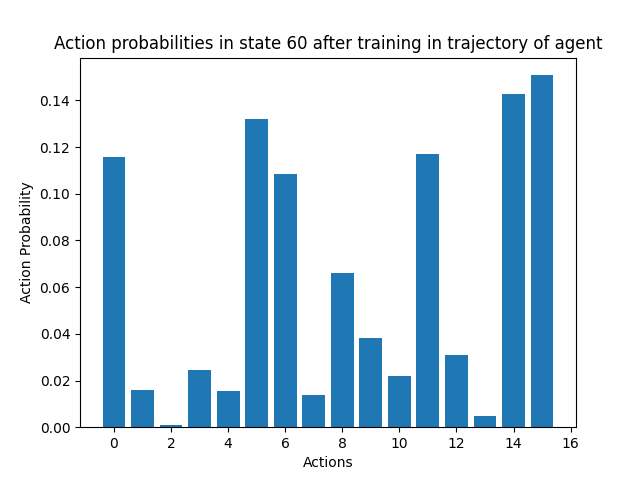 Action probabilities in state 60 after training in trajectory of agent
0.14
0.12
0.10
0.08
0.06
0.04
0.02
0.00
Action Probability
0 2 4 6 8 10 12 14 16
Actions